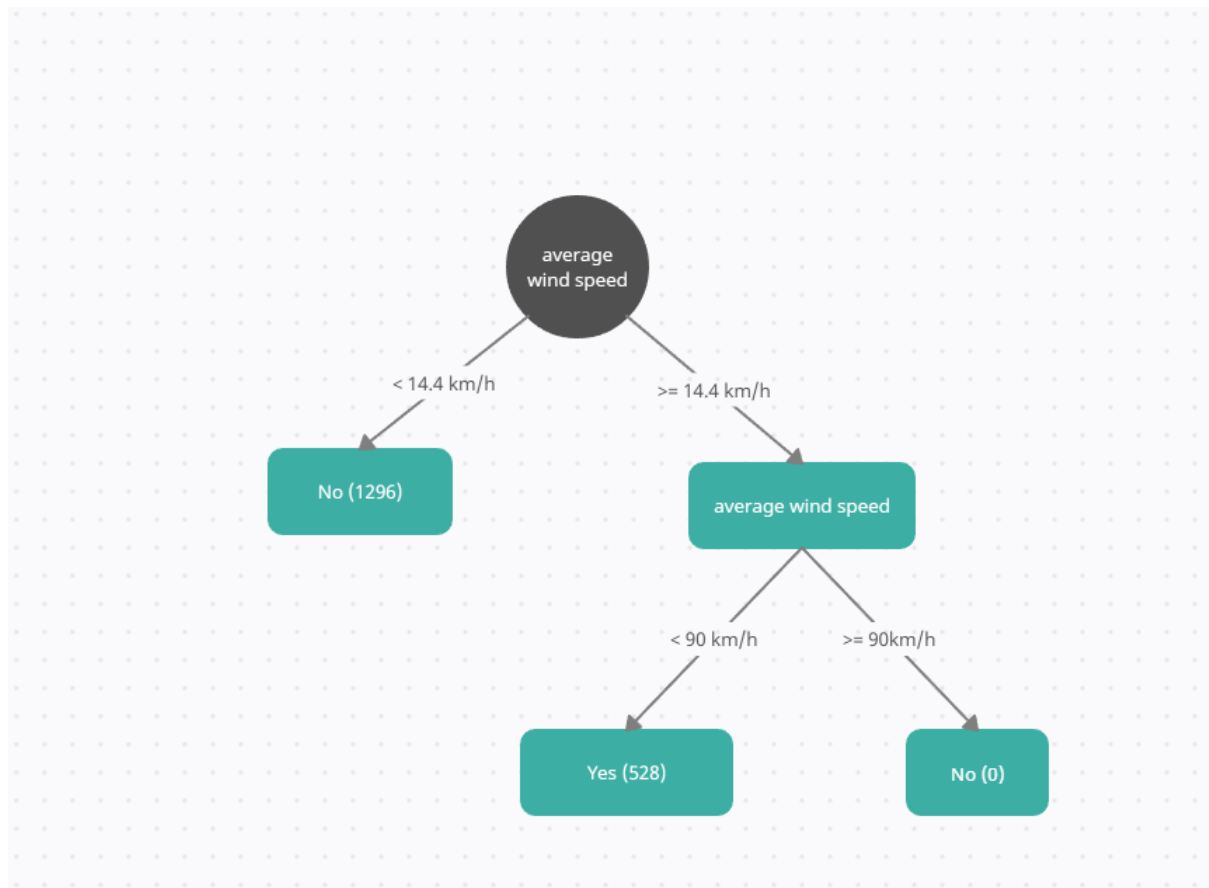 average
wind speed
< 14.4 km/h
>= 14.4 km/h
No (1296)
average wind speed
< 90 km/h
>= 90km/h
Yes (528)
No (0)